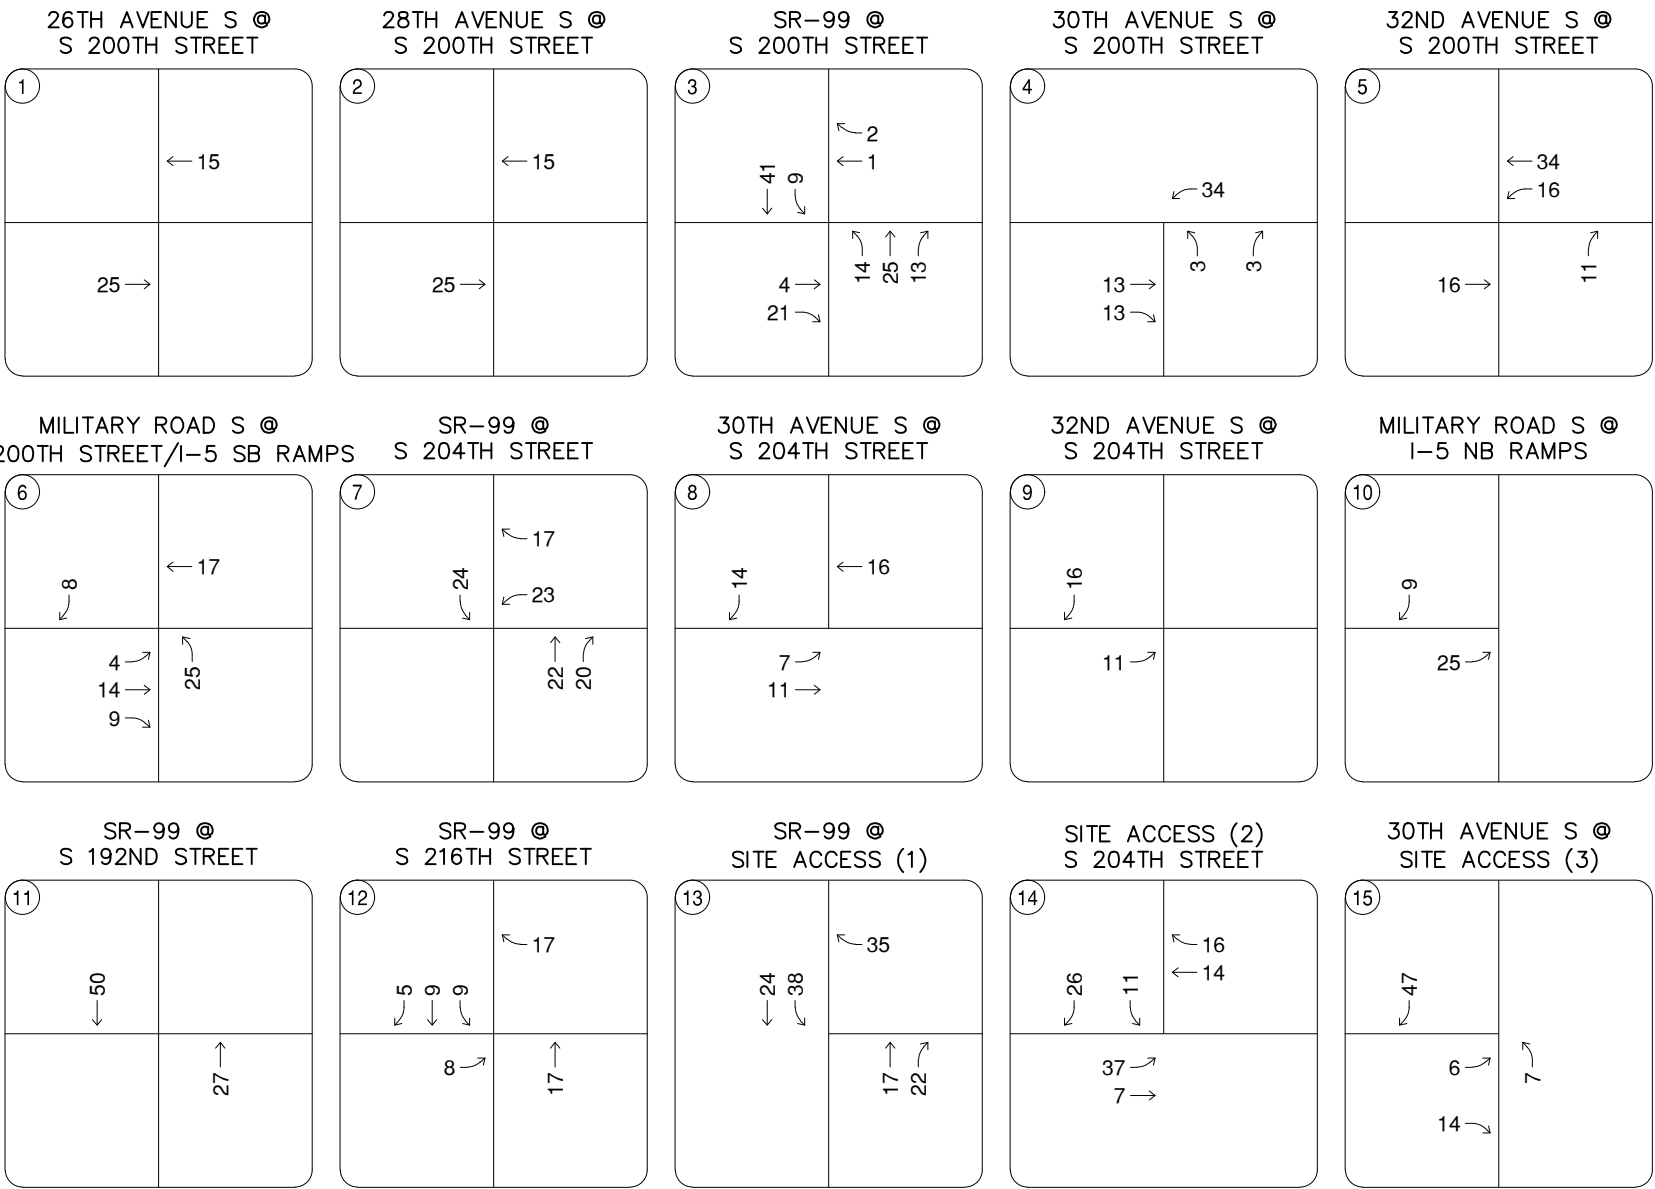 26TH AVENUE S @
S 200TH STREET
1
15
25
28TH AVENUE S @
S 200TH STREET
2
15
25
SR-99 @
S 200TH STREET
3
2
1
41
9
4
21
14
25
13
30TH AVENUE S @
S 200TH STREET
4
34
13
13
3
3
32ND AVENUE S @
S 200TH STREET
5
34
16
16
11
MILITARY ROAD S @
200TH STREET/I-5 SB RAMPS
6
8
17
4
14
9
25
SR-99 @
S 204TH STREET
7
24
17
23
22
20
30TH AVENUE S @
S 204TH STREET
8
14
16
7
11
32ND AVENUE S @
S 204TH STREET
9
16
11
MILITARY ROAD S @
I-5 NB RAMPS
10
9
25
SR-99 @
S 192ND STREET
11
50
27
SR-99 @
S 216TH STREET
12
5
9
9
17
8
17
SR-99 @
SITE ACCESS (1)
13
24
38
35
17
22
SITE ACCESS (2)
S 204TH STREET
14
26
11
16
14
37
7
30TH AVENUE S @
SITE ACCESS (3)
15
47
6
14
7